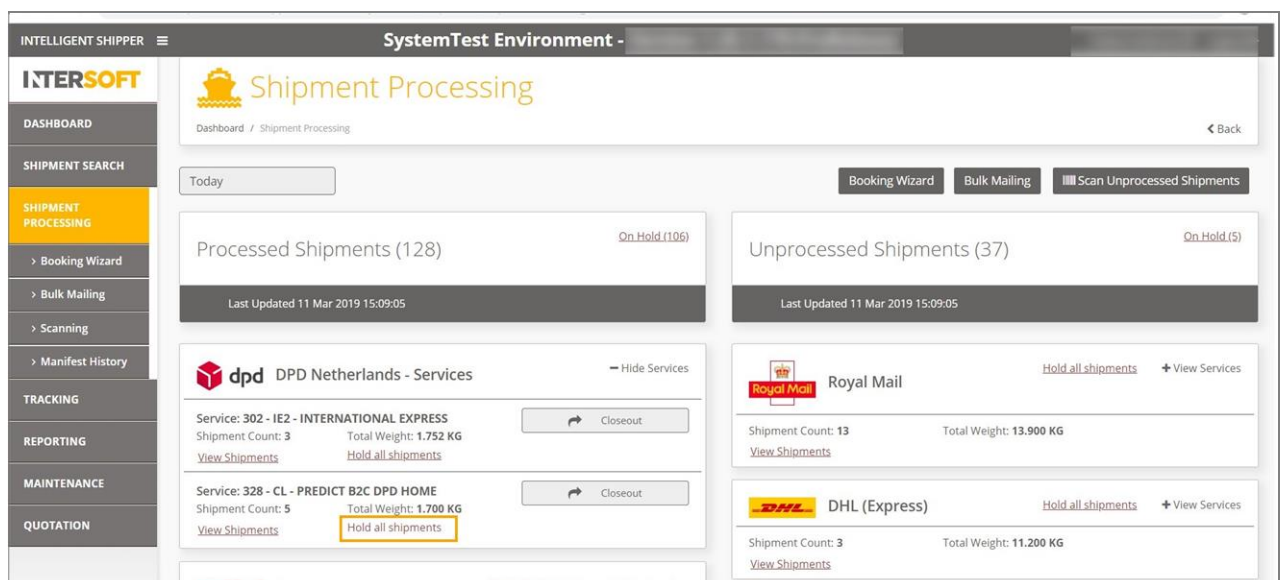 INTELLIGENT SHIPPER
SystemTest Environment -
INTERSOFT
DASHBOARD
SHIPMENT SEARCH
SHIPMENT
PROCESSING
> Booking Wizard
> Bulk Mailing
> Scanning
> Manifest History
TRACKING
REPORTING
MAINTENANCE
QUOTATION
Shipment Processing
Dashboard / Shipment Processing
Back
Today
Booking Wizard
Bulk Mailing
Scan Unprocessed Shipments
Processed Shipments (128)
On Hold (106)
Last Updated 11 Mar 2019 15:09:05
dpd DPD Netherlands - Services
Hide Services
Service: 302 - IE2 - INTERNATIONAL EXPRESS
Closeout
Shipment Count: 3 Total Weight: 1.752 KG
View Shipments Hold all shipments
Service: 328 - CL - PREDICT B2C DPD HOME
Closeout
Shipment Count: 5 Total Weight: 1.700 KG
View Shipments Hold all shipments
Unprocessed Shipments (37)
On Hold (5)
Last Updated 11 Mar 2019 15:09:05
Royal Mail Royal Mail
Hold all shipments
View Services
Shipment Count: 13 Total Weight: 13.900 KG
View Shipments
DHL DHL (Express)
Hold all shipments
View Services
Shipment Count: 3 Total Weight: 11.200 KG
View Shipments